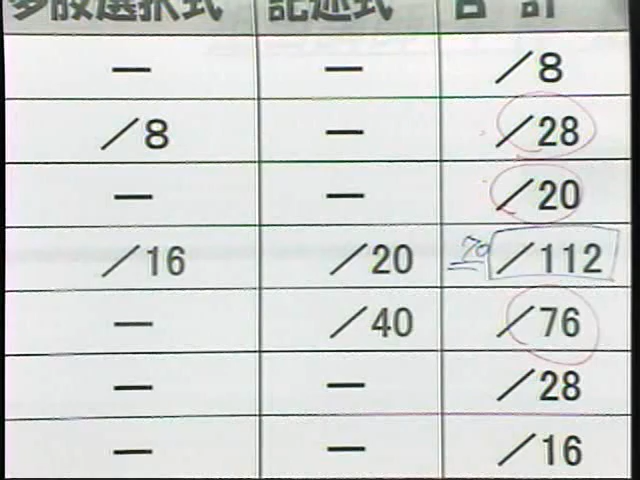 多肢選択式 記述式 合計
— — ／8
／8 — ／28
— — ／20
／16 ／20 70 ／112
— ／40 ／76
— — ／28
— — ／16